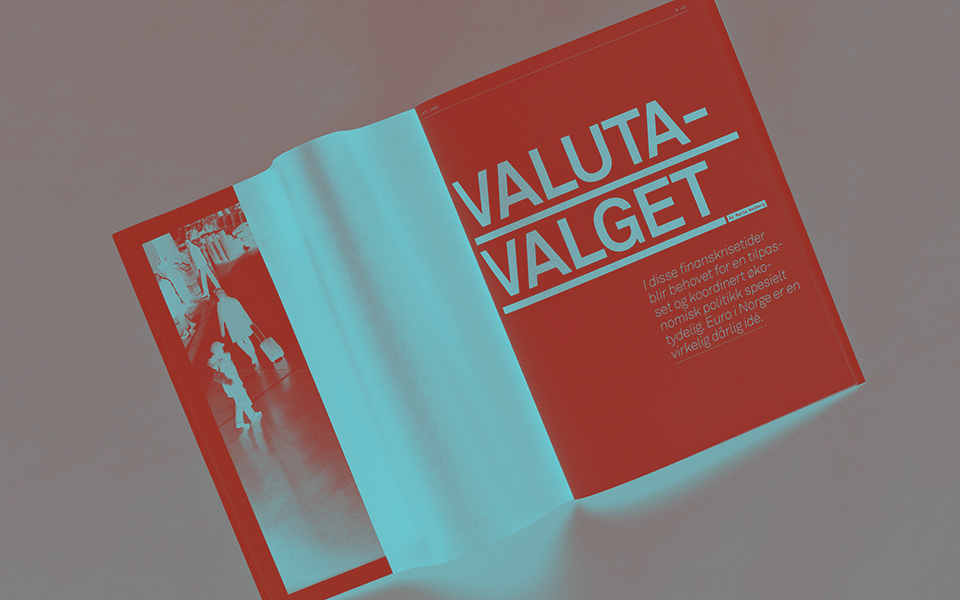 VALUTA-
VALGET
I disse finanskrisetider
blir behovet for en tilpas-
set og koordinert øko-
nomisk politikk spesielt
tydelig. Euro i Norge er en
virkelig dårlig idé.